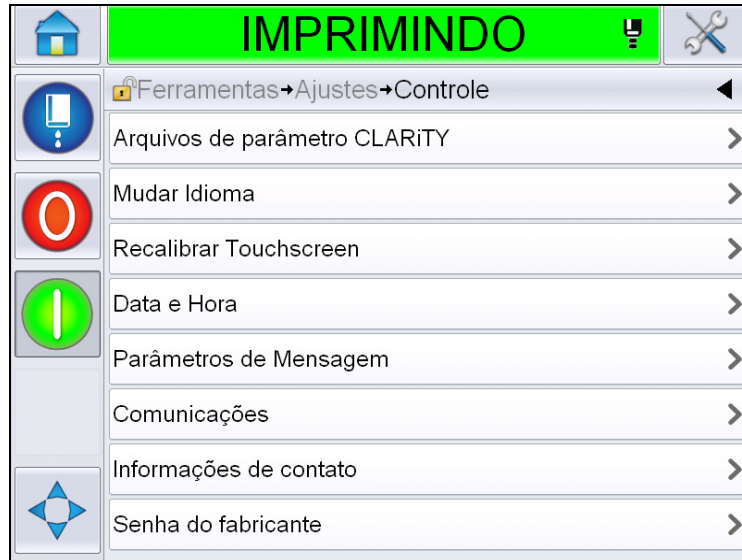 IMPRIMINDO
Ferramentas→Ajustes→Controle
Arquivos de parâmetro CLARiTY
Mudar Idioma
Recalibrar Touchscreen
Data e Hora
Parâmetros de Mensagem
Comunicações
Informações de contato
Senha do fabricante